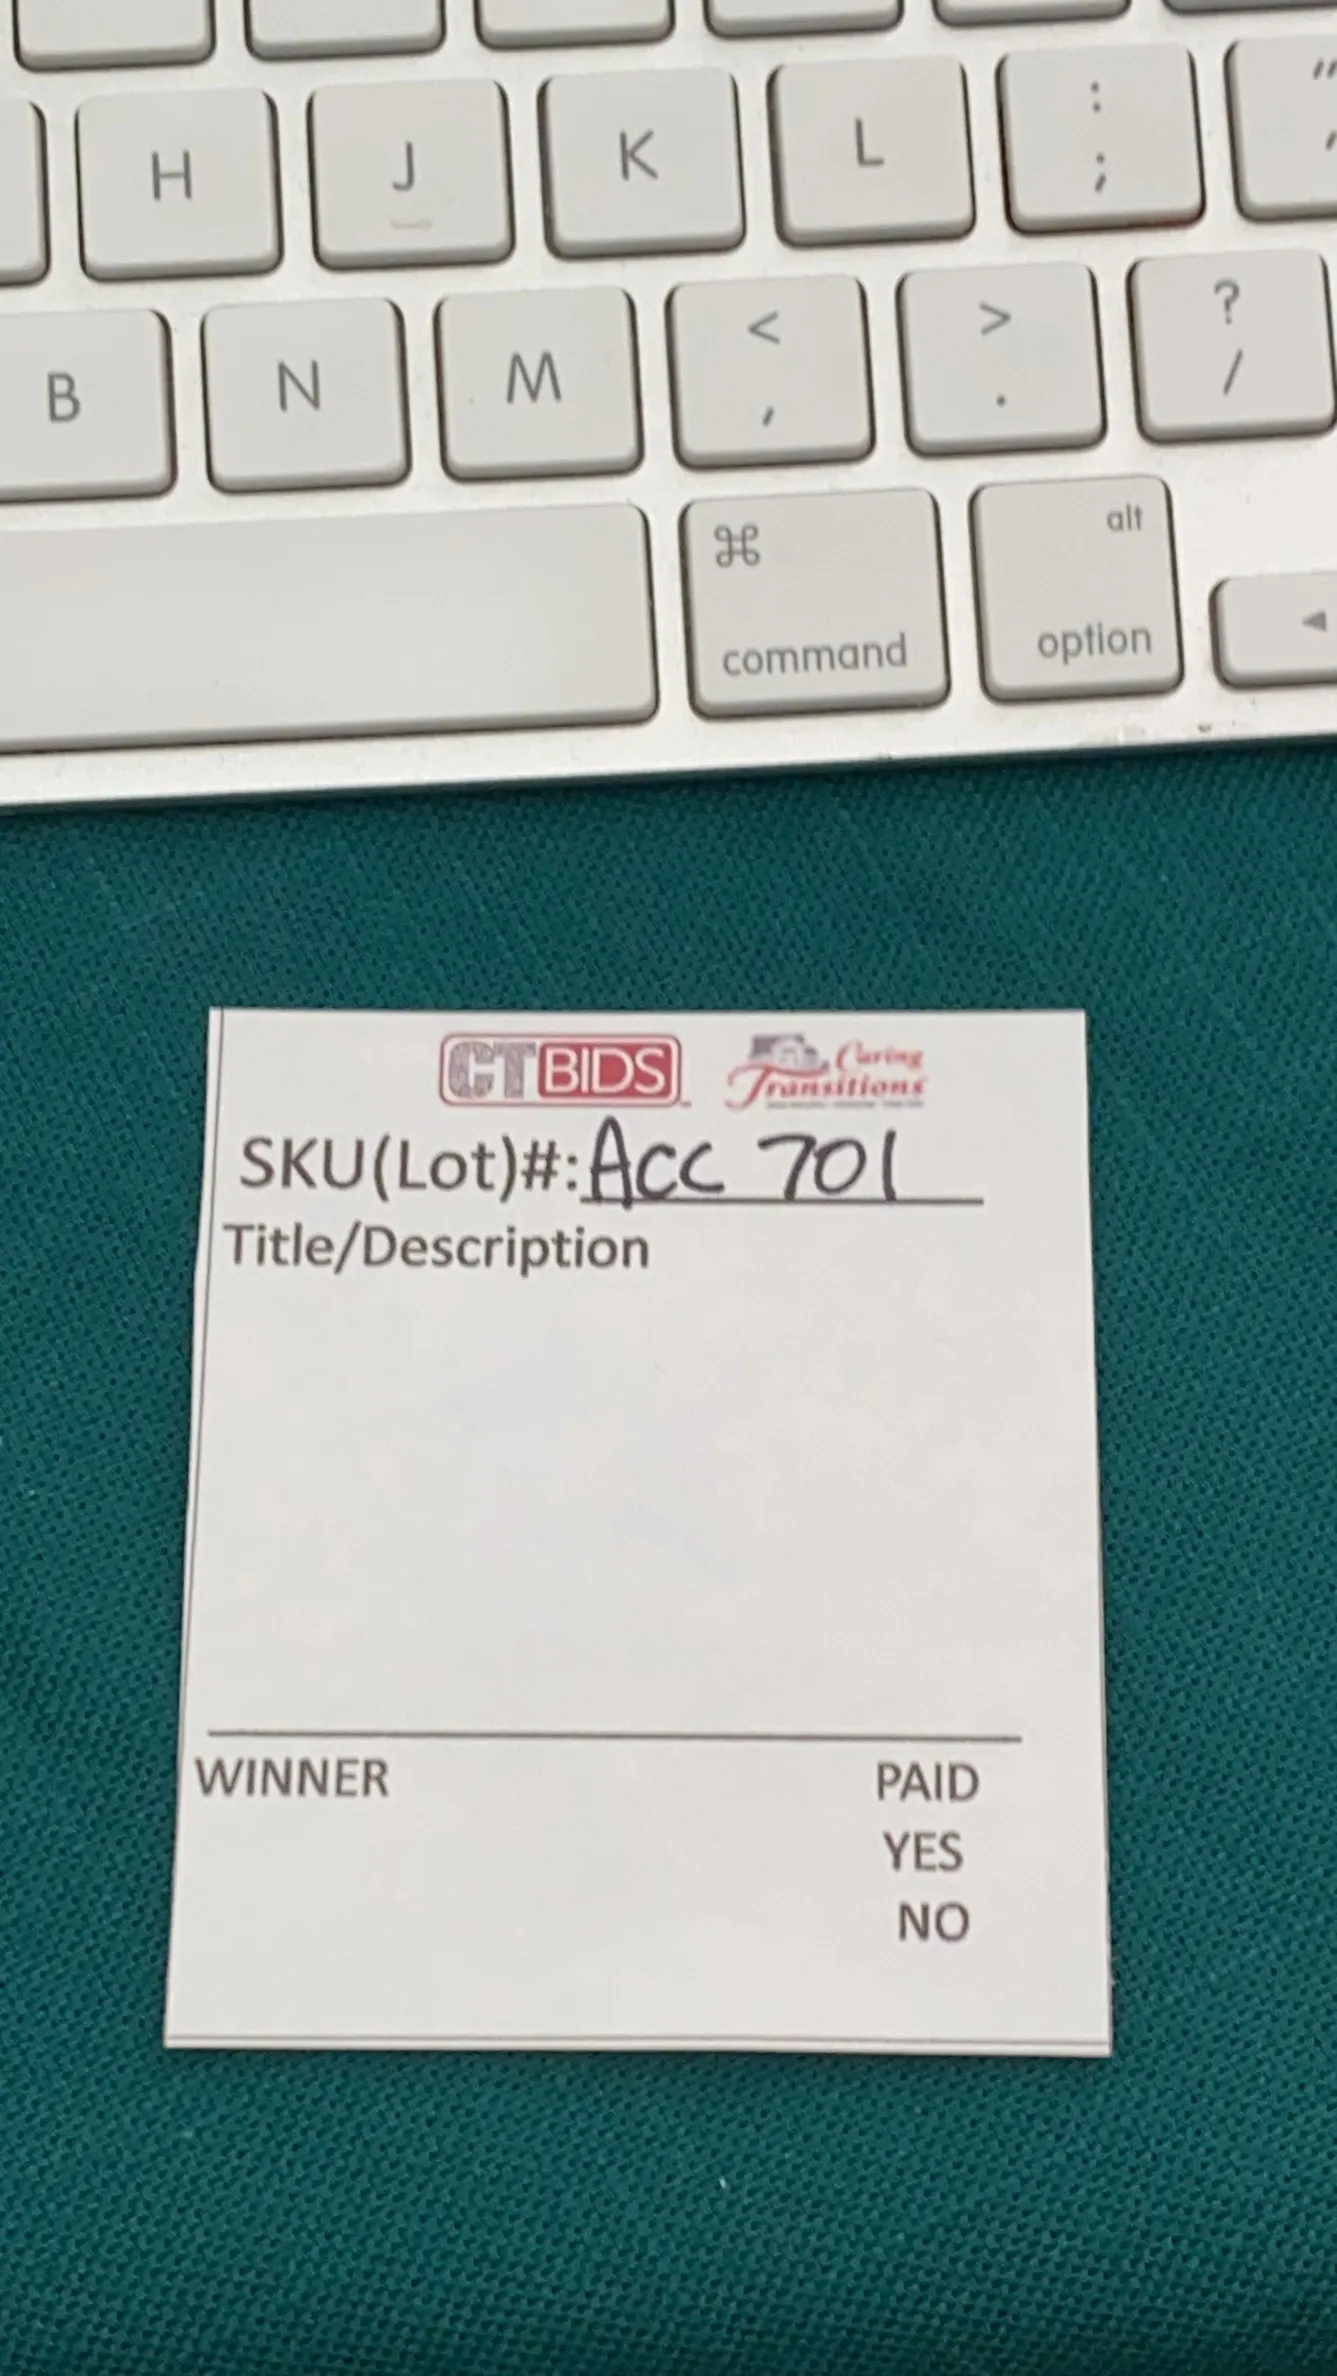 H J K L : ; "
B N M < , > . ? /
⌘ command alt option ◀
CTBIDS Caring Transitions
SKU(Lot)#: ACC 701
Title/Description
WINNER PAID
YES
NO